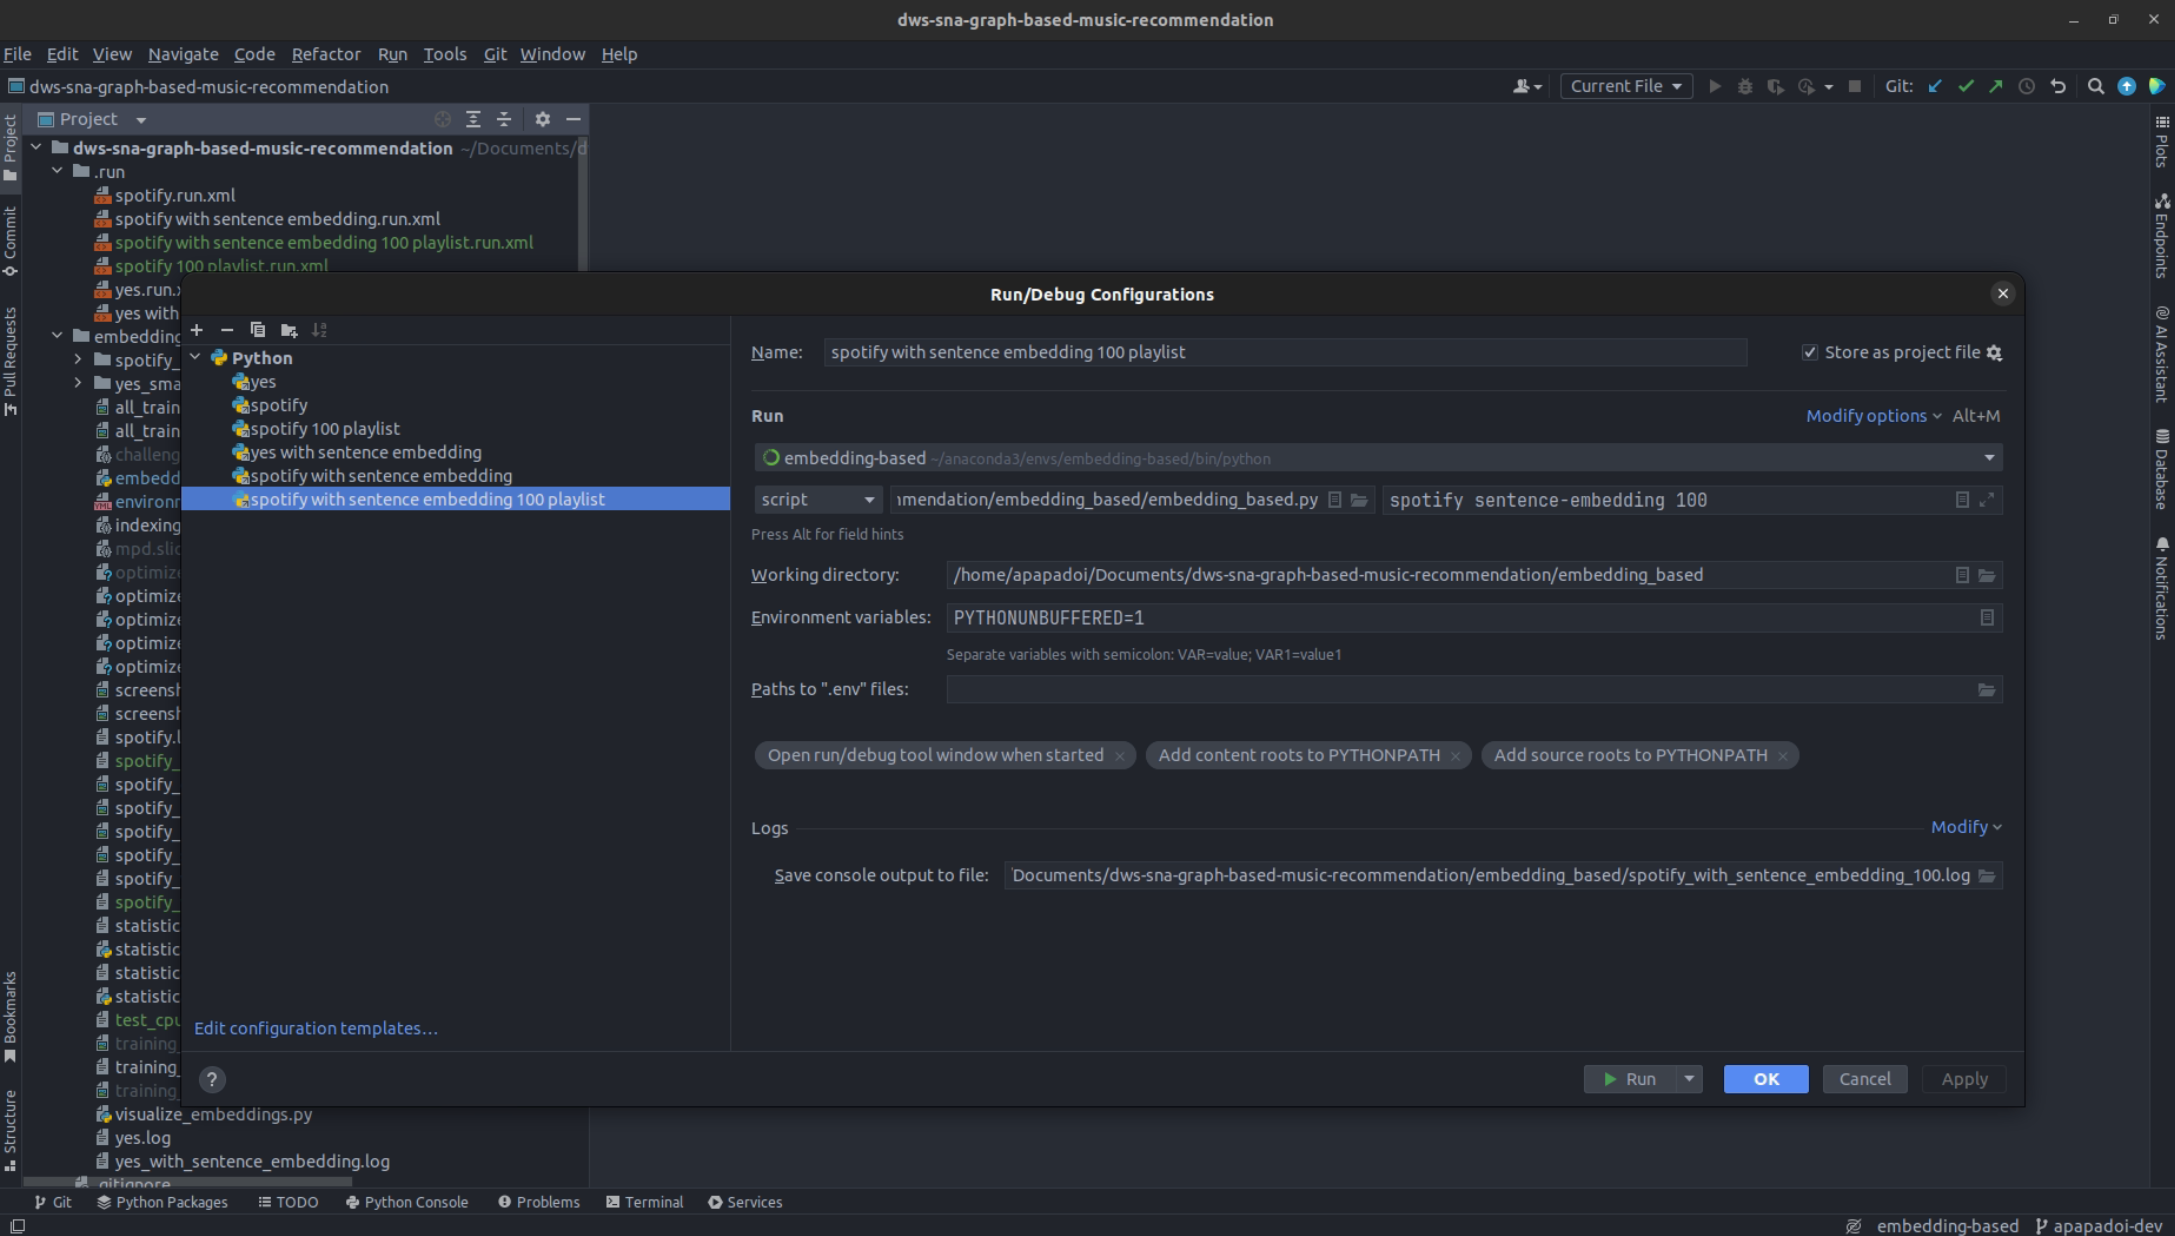 dws-sna-graph-based-music-recommendation
File Edit View Navigate Code Refactor Run Tools Git Window Help
dws-sna-graph-based-music-recommendation
Current File
Git:
Project
dws-sna-graph-based-music-recommendation ~/Documents/d
.run
spotify.run.xml
spotify with sentence embedding.run.xml
spotify with sentence embedding 100 playlist.run.xml
spotify 100 playlist.run.xml
yes.run.x
yes with
embedding
spotify_
yes_sma
all_train
all_train
challeng
embedd
environm
indexing
mpd.slic
optimize
optimize
optimize
optimize
optimize
screensh
screensh
spotify.l
spotify_
spotify_
spotify_
spotify_
spotify_
spotify_
spotify_
statistic
statistic
statistic
statistic
test_cpu
training_
training_
training_
visualize_embeddings.py
yes.log
yes_with_sentence_embedding.log
.gitignore
Project
Commit
Pull Requests
Bookmarks
Structure
Run/Debug Configurations
Python
yes
spotify
spotify 100 playlist
yes with sentence embedding
spotify with sentence embedding
spotify with sentence embedding 100 playlist
Edit configuration templates...
Name: spotify with sentence embedding 100 playlist Store as project file
Run Modify options Alt+M
embedding-based ~/anaconda3/envs/embedding-based/bin/python
script mendation/embedding_based/embedding_based.py spotify sentence-embedding 100
Press Alt for field hints
Working directory: /home/apapadoi/Documents/dws-sna-graph-based-music-recommendation/embedding_based
Environment variables: PYTHONUNBUFFERED=1
Separate variables with semicolon: VAR=value; VAR1=value1
Paths to ".env" files:
Open run/debug tool window when started × Add content roots to PYTHONPATH × Add source roots to PYTHONPATH ×
Logs Modify
Save console output to file: Documents/dws-sna-graph-based-music-recommendation/embedding_based/spotify_with_sentence_embedding_100.log
? Run OK Cancel Apply
Plots
Endpoints
AI Assistant
Database
Notifications
Git Python Packages TODO Python Console Problems Terminal Services
embedding-based apapadoi-dev